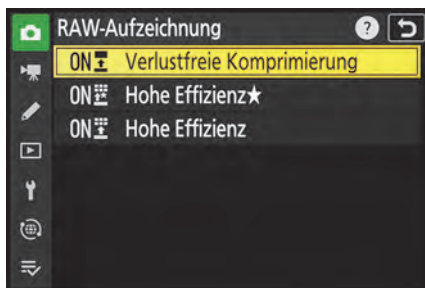 RAW-Aufzeichnung ?
ON Verlustfreie Komprimierung
ON Hohe Effizienz★
ON Hohe Effizienz